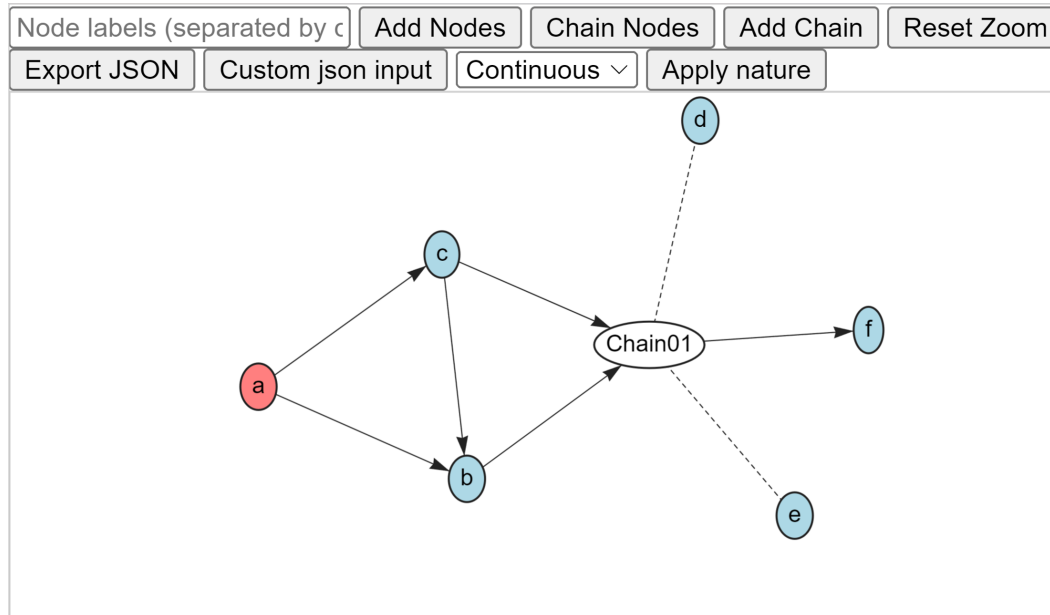 Node labels (separated by c Add Nodes Chain Nodes Add Chain Reset Zoom
Export JSON Custom json input Continuous Apply nature
d
c
f
Chain01
a
b
e